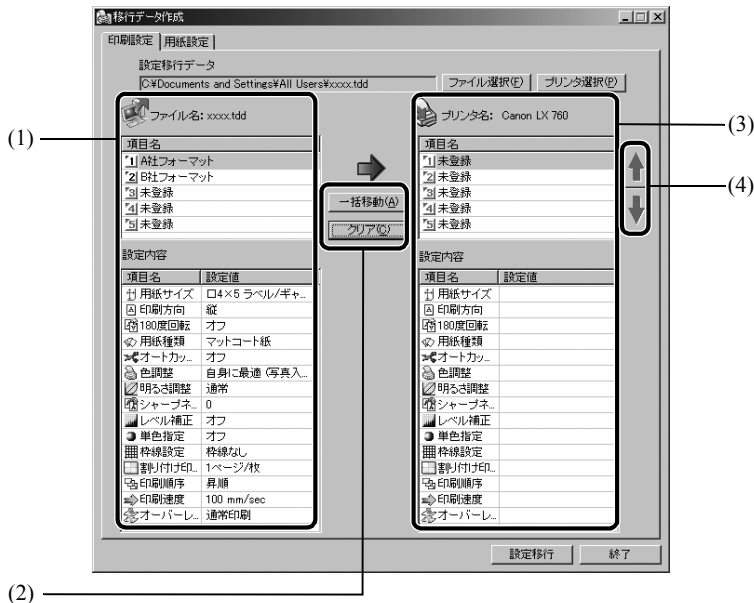 移行データ作成
印刷設定 用紙設定
設定移行データ
C:¥Documents and Settings¥All Users¥xxxx.tdd ファイル選択(F) プリンタ選択(P)
(1)
ファイル名: xxxx.tdd
項目名
1 A社フォーマット
2 B社フォーマット
3 未登録
4 未登録
5 未登録
設定内容
項目名 設定値
用紙サイズ ロ4×5 ラベル/ギャ...
印刷方向 縦
180度回転 オフ
用紙種類 マットコート紙
オートカッ... オフ
色調整 自身に最適 (写真入...
明るさ調整 通常
シャープネ... 0
レベル補正 オフ
単色指定 オフ
枠線設定 枠線なし
割り付け印... 1ページ/枚
印刷順序 昇順
印刷速度 100 mm/sec
オーバーレ... 通常印刷
一括移動(A)
クリア(C)
(2)
プリンタ名: Canon LX 760
(3)
項目名
1 未登録
2 未登録
3 未登録
4 未登録
5 未登録
(4)
設定内容
項目名 設定値
用紙サイズ
印刷方向
180度回転
用紙種類
オートカッ...
色調整
明るさ調整
シャープネ...
レベル補正
単色指定
枠線設定
割り付け印...
印刷順序
印刷速度
オーバーレ...
設定移行 終了